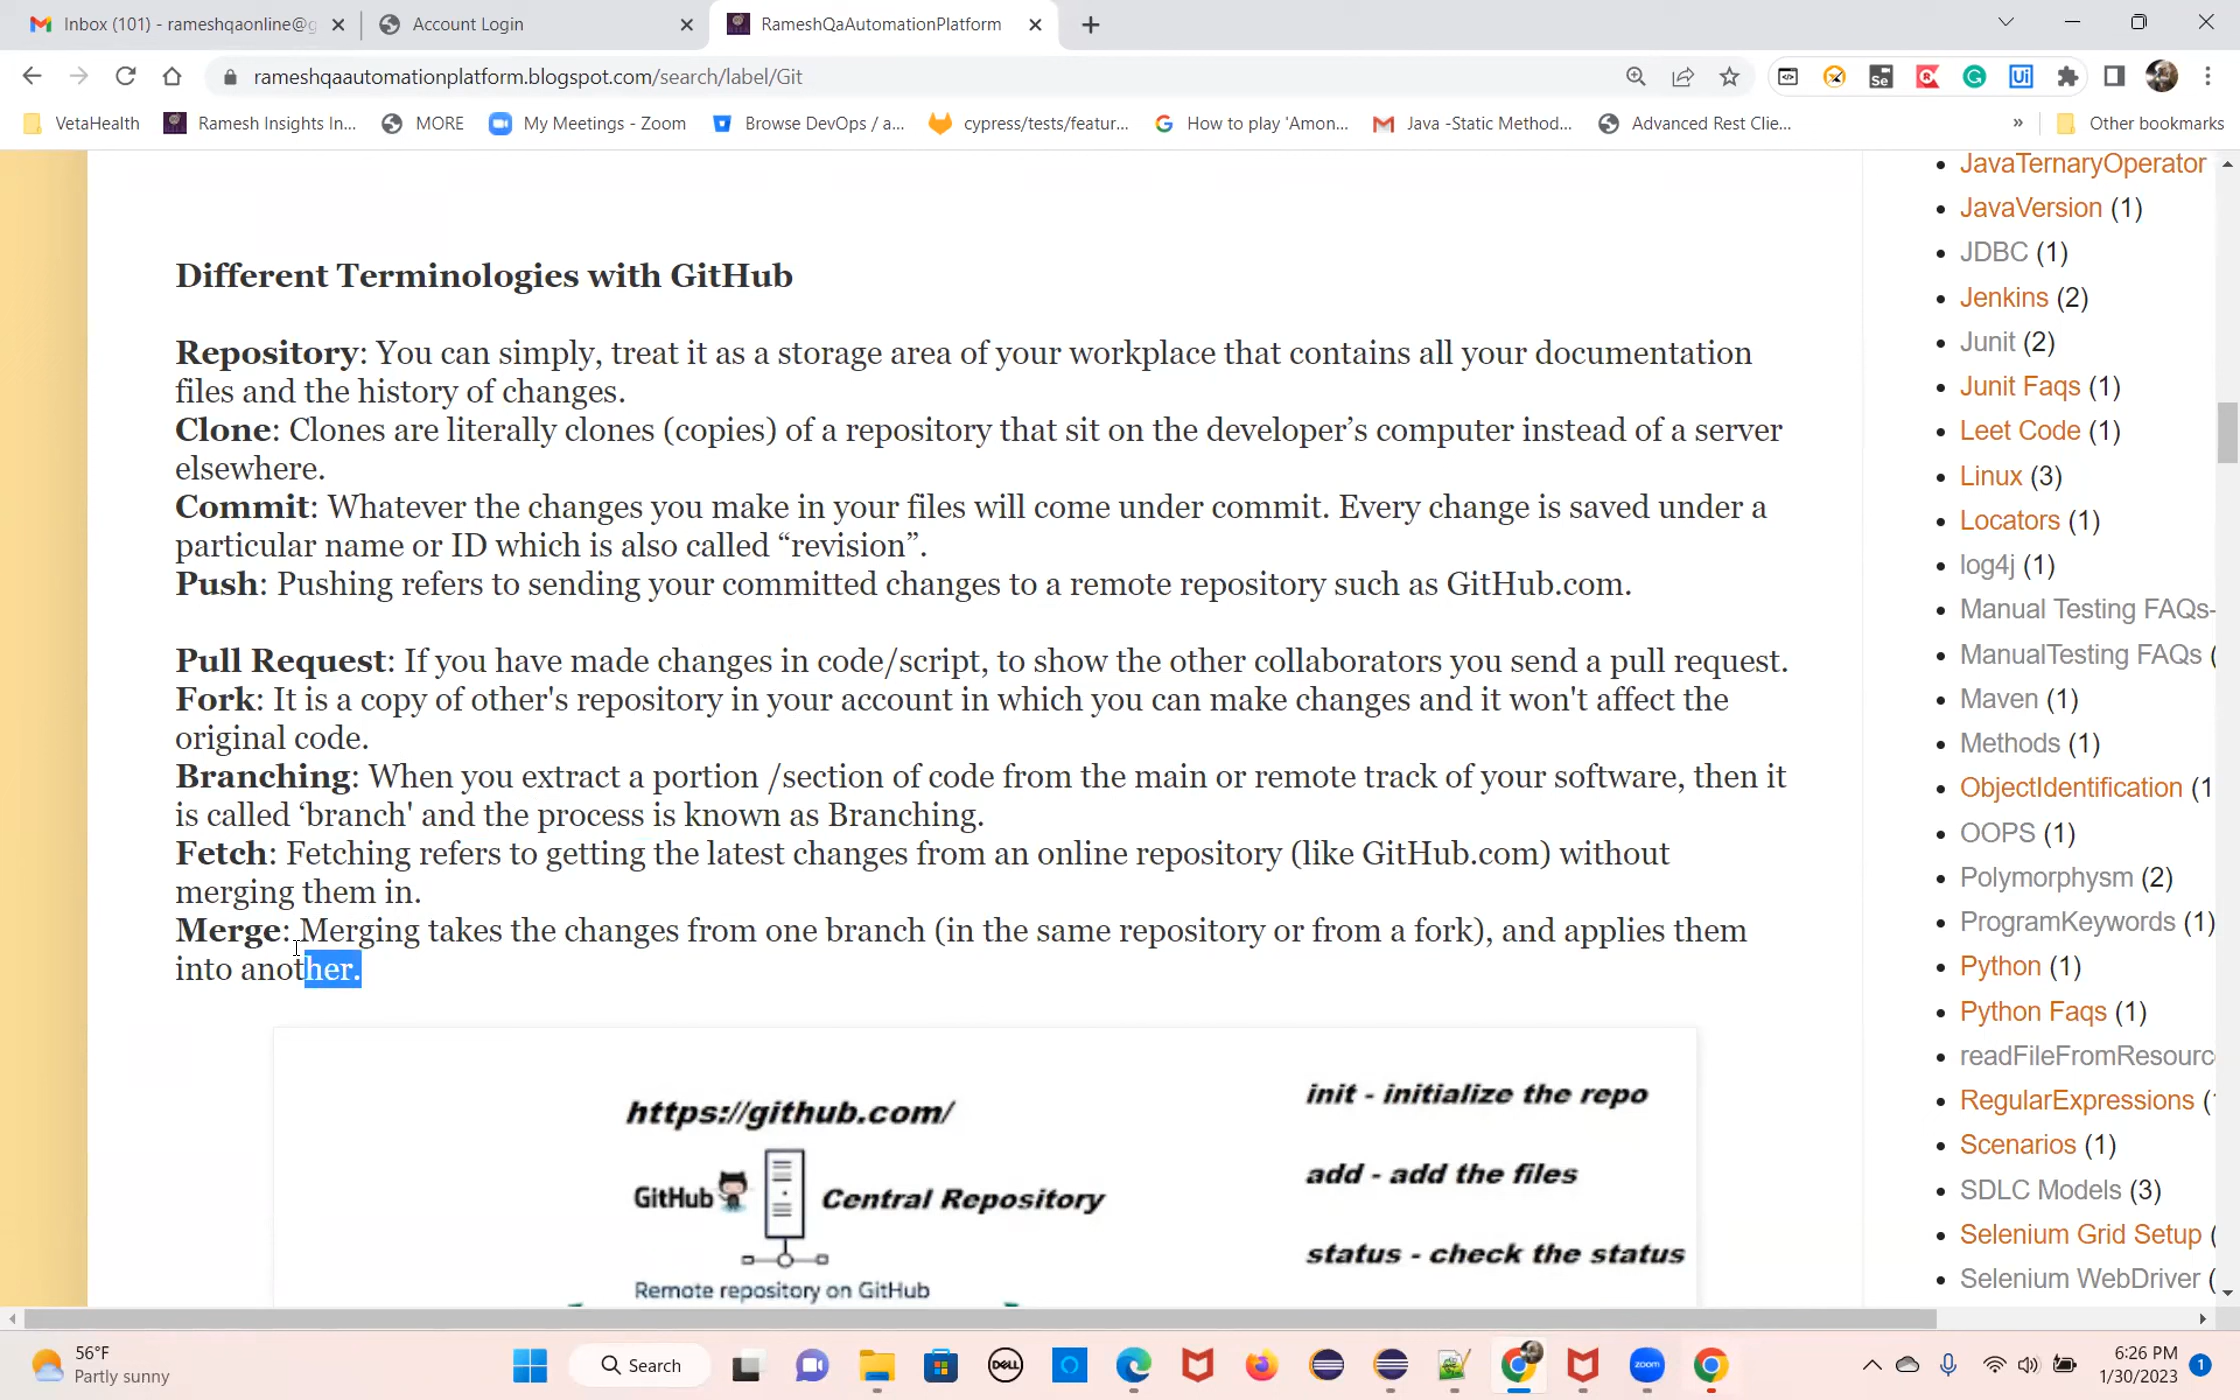 Inbox (101) - rameshqaonline@g
Account Login
RameshQaAutomationPlatform
rameshqaautomationplatform.blogspot.com/search/label/Git
VetaHealth
Ramesh Insights In...
MORE
My Meetings - Zoom
Browse DevOps / a...
cypress/tests/featur...
How to play 'Amon...
Java -Static Method...
Advanced Rest Clie...
»
Other bookmarks
Different Terminologies with GitHub
Repository: You can simply, treat it as a storage area of your workplace that contains all your documentation
files and the history of changes.
Clone: Clones are literally clones (copies) of a repository that sit on the developer’s computer instead of a server
elsewhere.
Commit: Whatever the changes you make in your files will come under commit. Every change is saved under a
particular name or ID which is also called “revision”.
Push: Pushing refers to sending your committed changes to a remote repository such as GitHub.com.
Pull Request: If you have made changes in code/script, to show the other collaborators you send a pull request.
Fork: It is a copy of other's repository in your account in which you can make changes and it won't affect the
original code.
Branching: When you extract a portion /section of code from the main or remote track of your software, then it
is called ‘branch' and the process is known as Branching.
Fetch: Fetching refers to getting the latest changes from an online repository (like GitHub.com) without
merging them in.
Merge: Merging takes the changes from one branch (in the same repository or from a fork), and applies them
into another.
https://github.com/
GitHub
Central Repository
Remote repository on GitHub
init - initialize the repo
add - add the files
status - check the status
JavaTernaryOperator
JavaVersion (1)
JDBC (1)
Jenkins (2)
Junit (2)
Junit Faqs (1)
Leet Code (1)
Linux (3)
Locators (1)
log4j (1)
Manual Testing FAQs-
ManualTesting FAQs (
Maven (1)
Methods (1)
ObjectIdentification (1
OOPS (1)
Polymorphysm (2)
ProgramKeywords (1)
Python (1)
Python Faqs (1)
readFileFromResourc
RegularExpressions (
Scenarios (1)
SDLC Models (3)
Selenium Grid Setup (
Selenium WebDriver (
Se
R
G
Ui
56°F
Partly sunny
Search
DELL
zoom
6:26 PM
1/30/2023
1